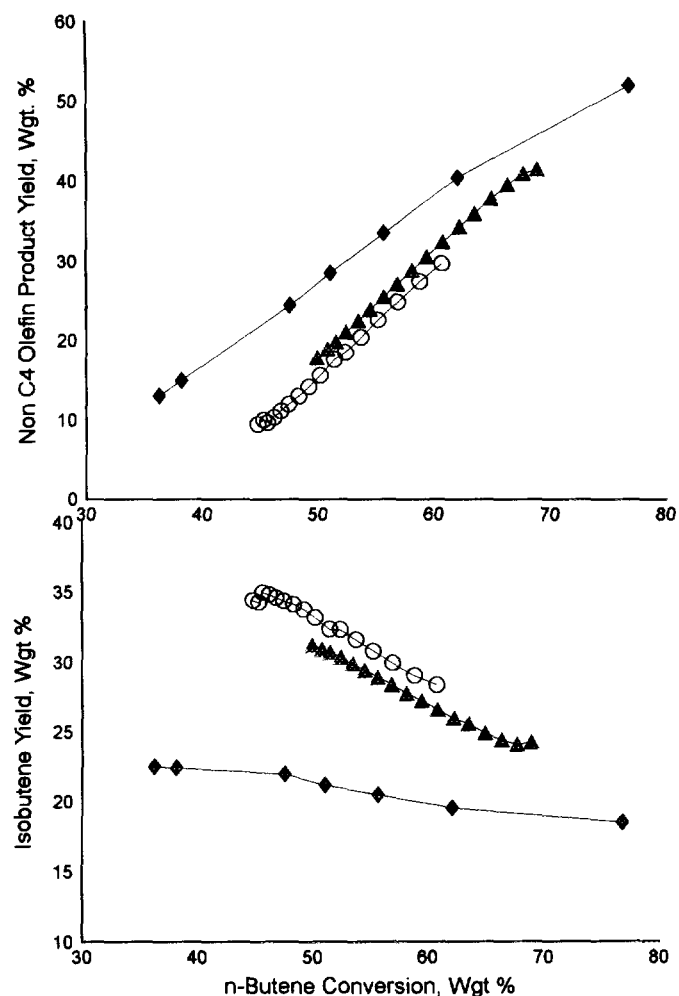 60
50
40
30
20
10
0
Non C4 Olefin Product Yield, Wgt. %
30 40 50 60 70 80
40
35
30
25
20
15
10
Isobutene Yield, Wgt %
30 40 50 60 70 80
n-Butene Conversion, Wgt %